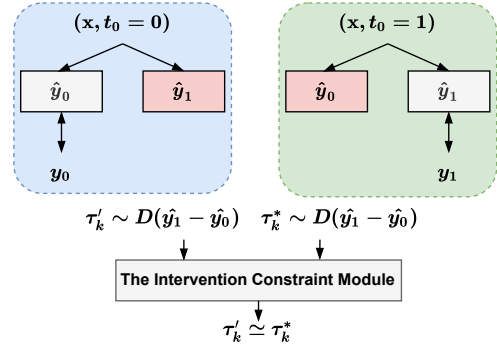 (x, t₀ = 0) (x, t₀ = 1)
ŷ₀ ŷ₁ ŷ₀ ŷ₁
y₀ y₁
τ′ₖ ∼ D(ŷ₁ − ŷ₀) τ*ₖ ∼ D(ŷ₁ − ŷ₀)
The Intervention Constraint Module
τ′ₖ ≃ τ*ₖ